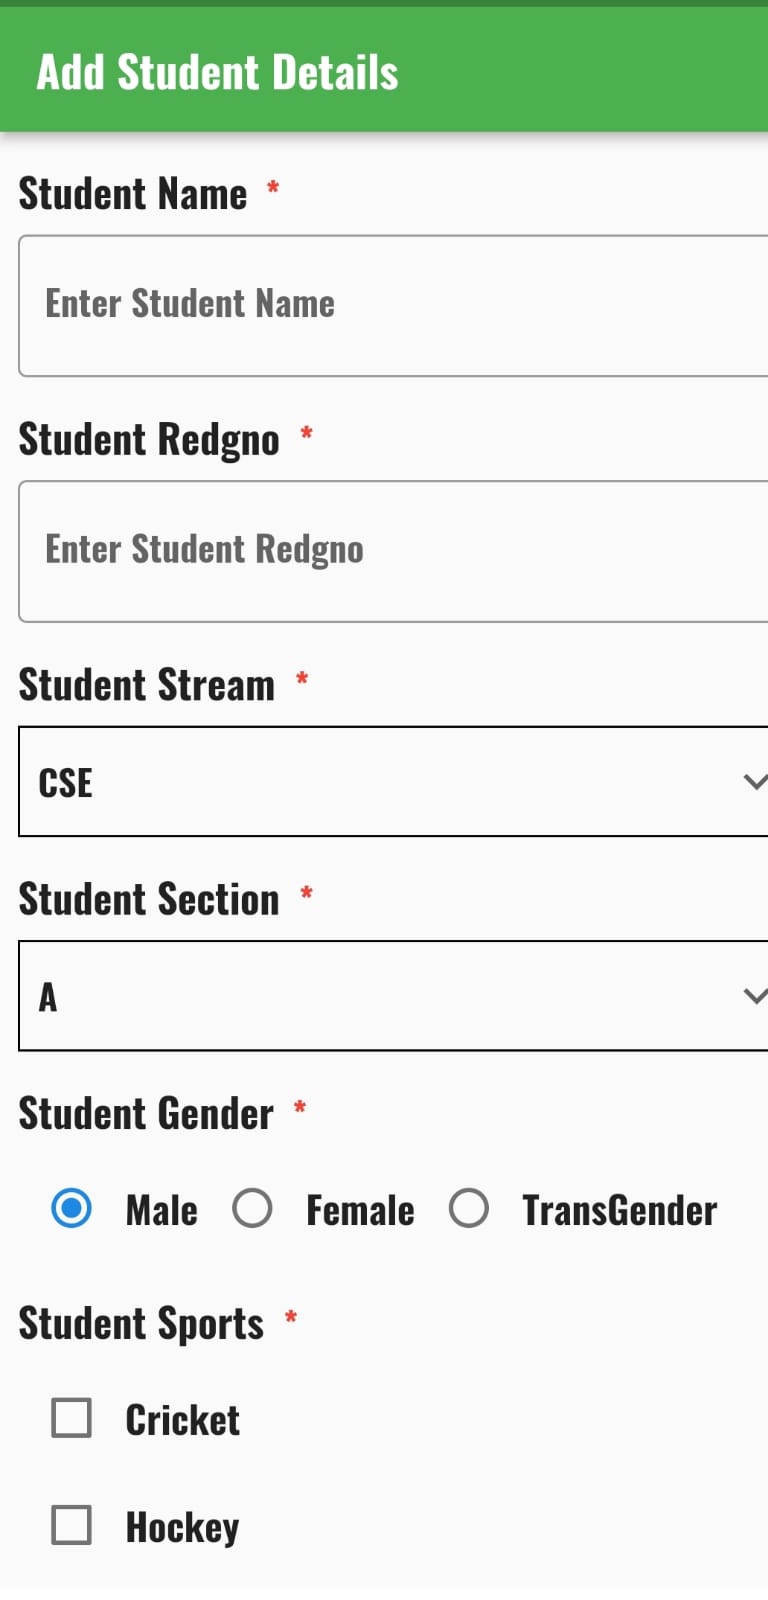 Add Student Details
Student Name *
Enter Student Name
Student Redgno *
Enter Student Redgno
Student Stream *
CSE
Student Section *
A
Student Gender *
Male Female TransGender
Student Sports *
Cricket
Hockey